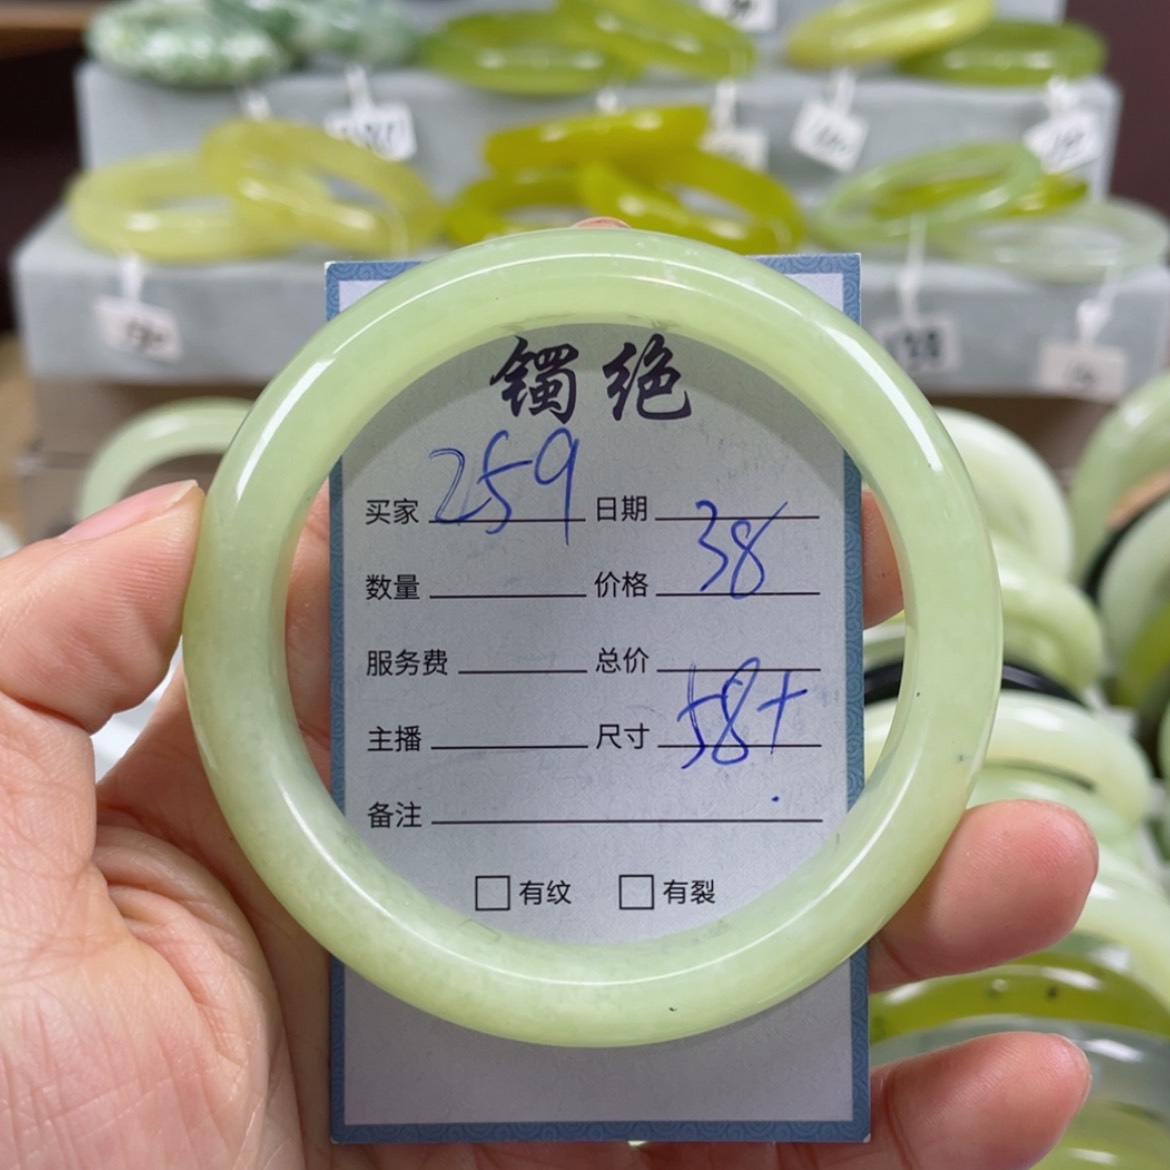 镯绝
买家 259 日期
数量 价格 38
服务费 总价
主播 尺寸 58+
备注
有纹 有裂